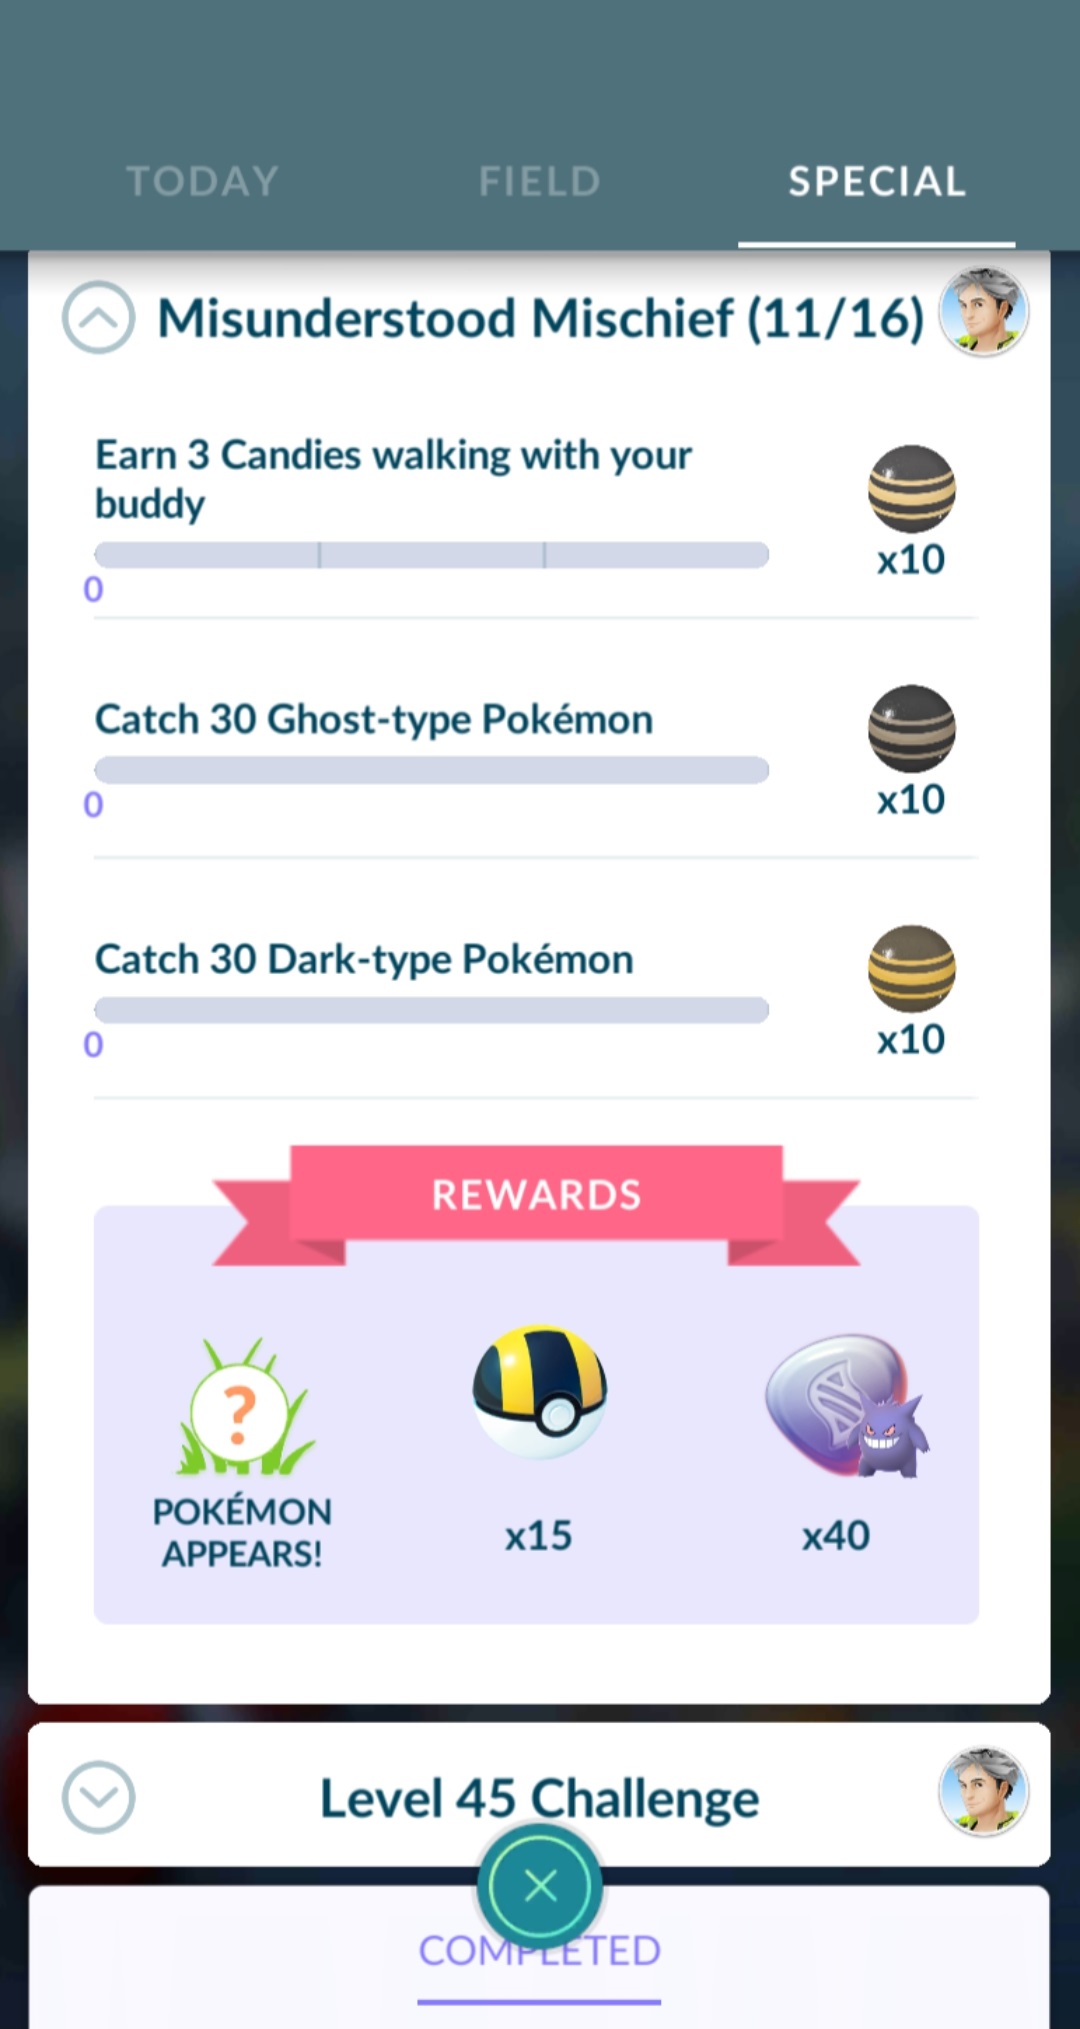 TODAY
FIELD
SPECIAL
Misunderstood Mischief (11/16)
Earn 3 Candies walking with your
buddy
x10
0
Catch 30 Ghost-type Pokémon
x10
0
Catch 30 Dark-type Pokémon
x10
0
REWARDS
?
POKÉMON
APPEARS!
x15
x40
Level 45 Challenge
COMPLETED